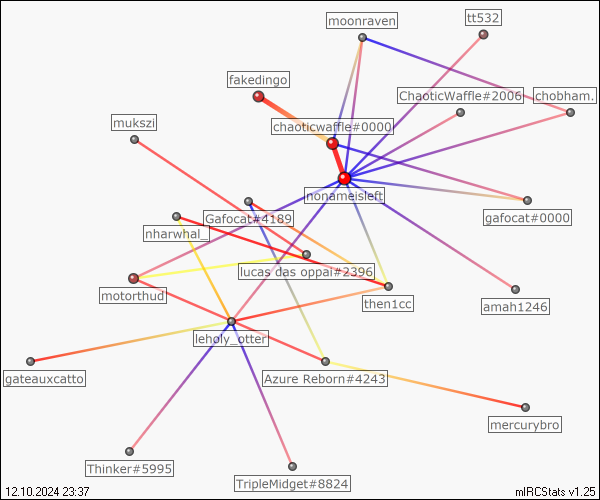 moonraven
tt532
fakedingo
ChaoticWaffle#2006
chobham.
mukszi
chaoticwaffle#0000
nonameisleft
Gafocat#4189
gafocat#0000
nharwhal_
lucas das oppai#2396
motorthud
then1cc
amah1246
leholy_otter
gateauxcatto
Azure Reborn#4243
mercurybro
Thinker#5995
TripleMidget#8824
12.10.2024 23:37
mIRCStats v1.25